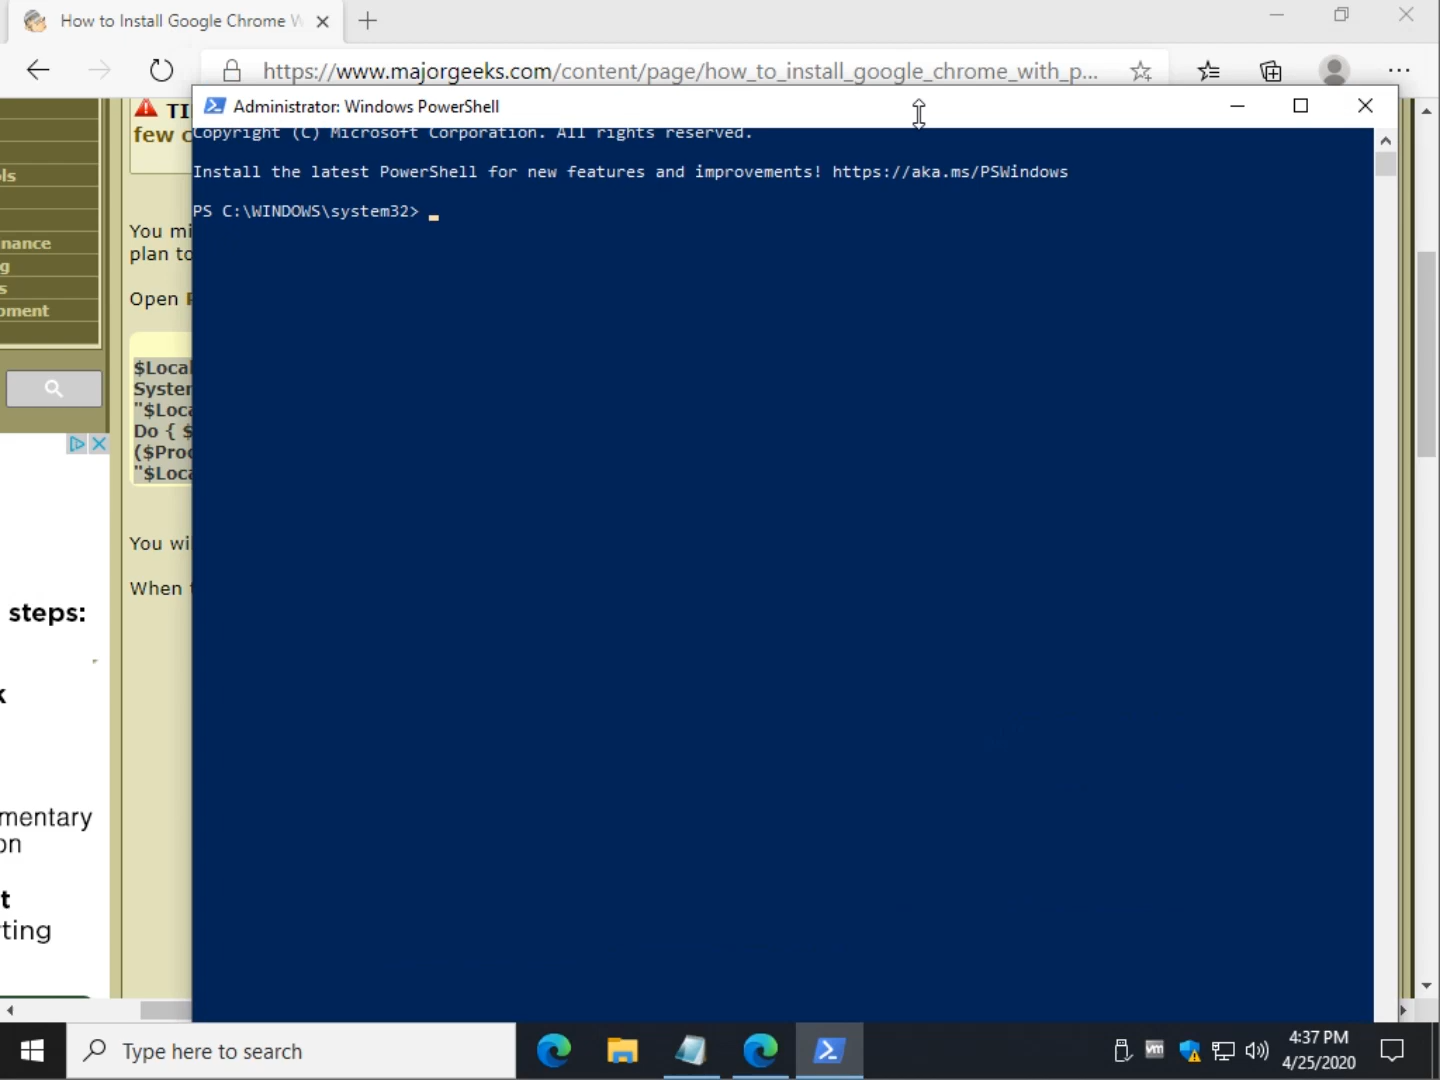 How to Install Google Chrome W
https://www.majorgeeks.com/content/page/how_to_install_google_chrome_with_p...
Administrator: Windows PowerShell
Copyright (C) Microsoft Corporation. All rights reserved.
Install the latest PowerShell for new features and improvements! https://aka.ms/PSWindows
PS C:\WINDOWS\system32>
TI
few c
ls
nance
g
s
oment
You mi
plan to
Open
$Local
System
"$Loca
Do { $
($Proc
"$Loca
You wi
When
steps:
k
mentary
on
t
rting
Type here to search
vm
4:37 PM
4/25/2020